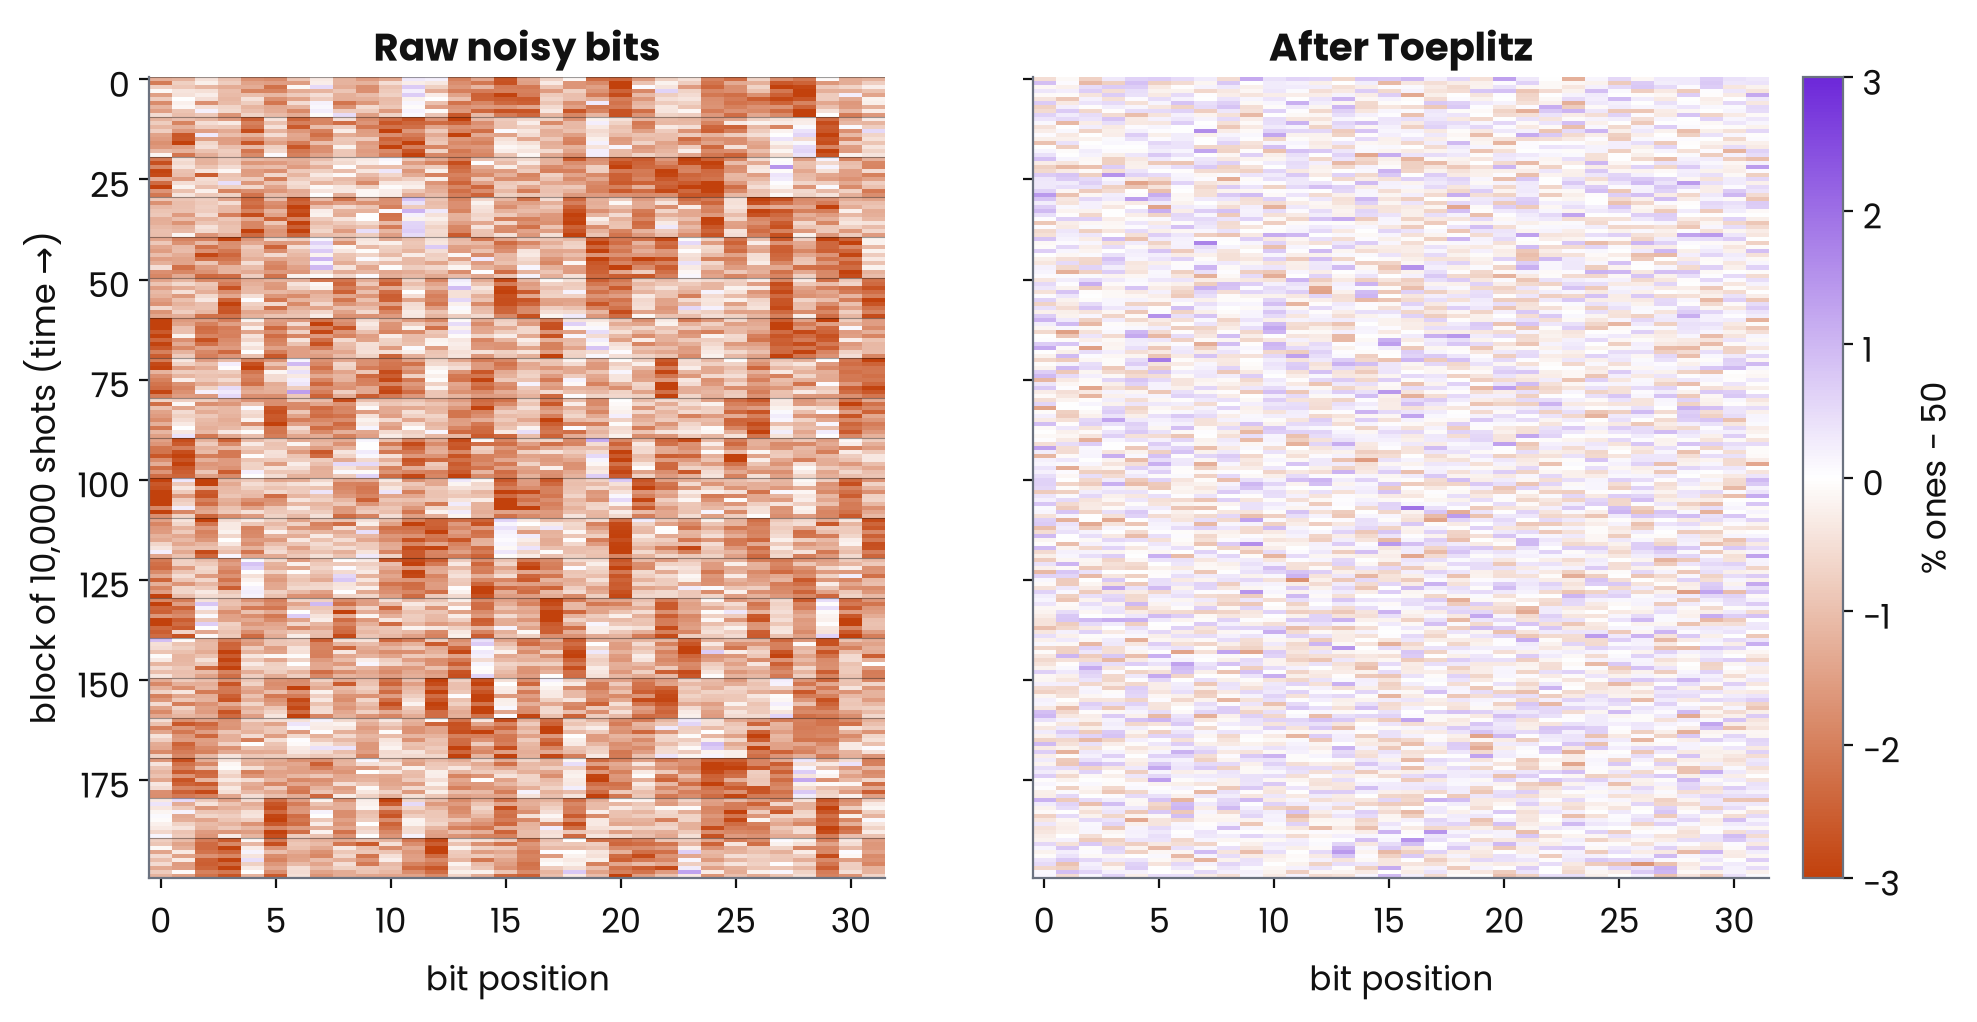 Raw noisy bits
After Toeplitz
block of 10,000 shots (time →)
0
25
50
75
100
125
150
175
0 5 10 15 20 25 30
bit position
0 5 10 15 20 25 30
bit position
3
2
1
0
−1
−2
−3
% ones − 50